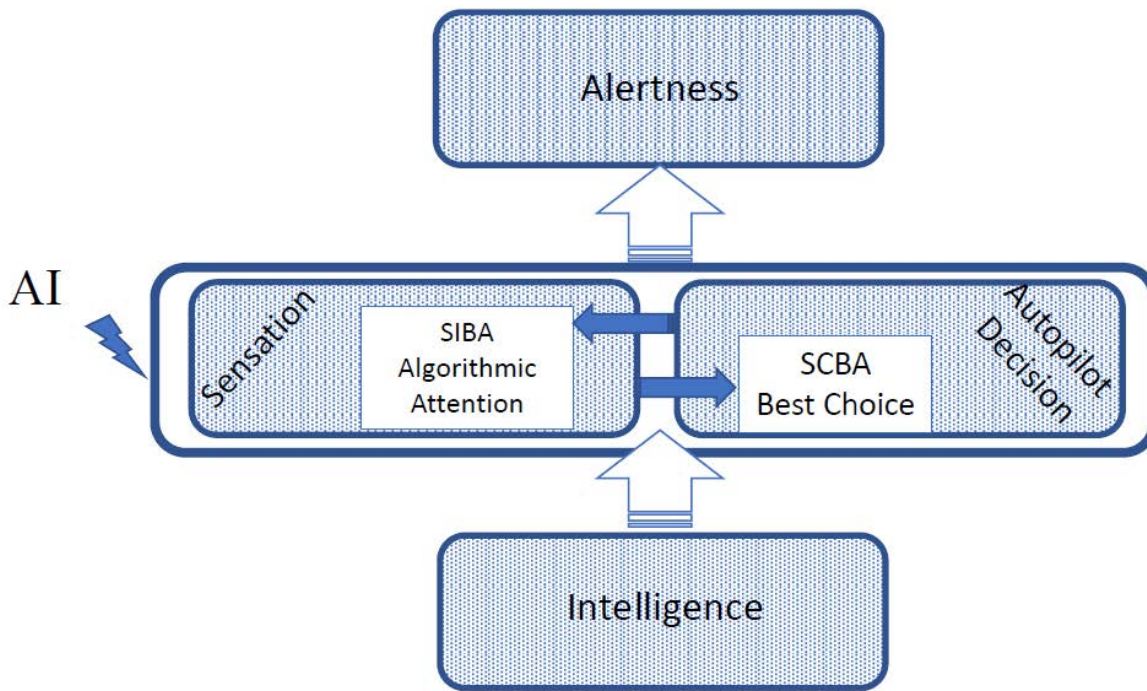 Alertness
AI
Sensation
SIBA
Algorithmic
Attention
SCBA
Best Choice
Autopilot
Decision
Intelligence